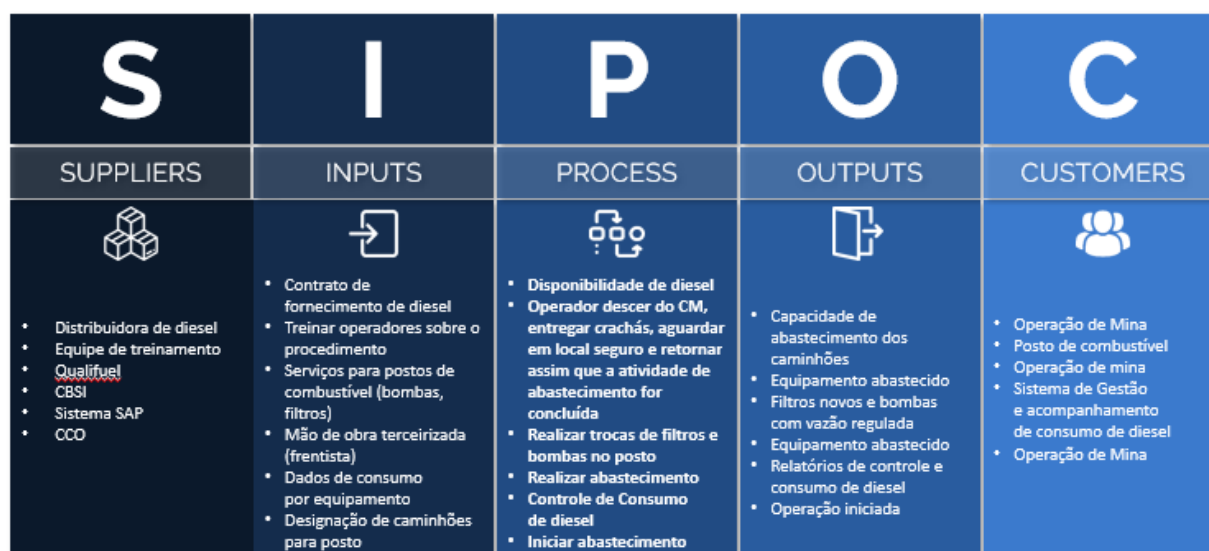 S
I
P
O
C
SUPPLIERS
INPUTS
PROCESS
OUTPUTS
CUSTOMERS
• Distribuidora de diesel
• Equipe de treinamento
• Qualifuel
• CBSI
• Sistema SAP
• CCO
• Contrato de
fornecimento de diesel
• Treinar operadores sobre o
procedimento
• Serviços para postos de
combustível (bombas,
filtros)
• Mão de obra terceirizada
(frentista)
• Dados de consumo
por equipamento
• Designação de caminhões
para posto
• Disponibilidade de diesel
• Operador descer do CM,
entregar crachás, aguardar
em local seguro e retornar
assim que a atividade de
abastecimento for
concluída
• Realizar trocas de filtros e
bombas no posto
• Realizar abastecimento
• Controle de Consumo
de diesel
• Iniciar abastecimento
• Capacidade de
abastecimento dos
caminhões
• Equipamento abastecido
• Filtros novos e bombas
com vazão regulada
• Equipamento abastecido
• Relatórios de controle e
consumo de diesel
• Operação iniciada
• Operação de Mina
• Posto de combustível
• Operação de mina
• Sistema de Gestão
e acompanhamento
de consumo de diesel
• Operação de Mina